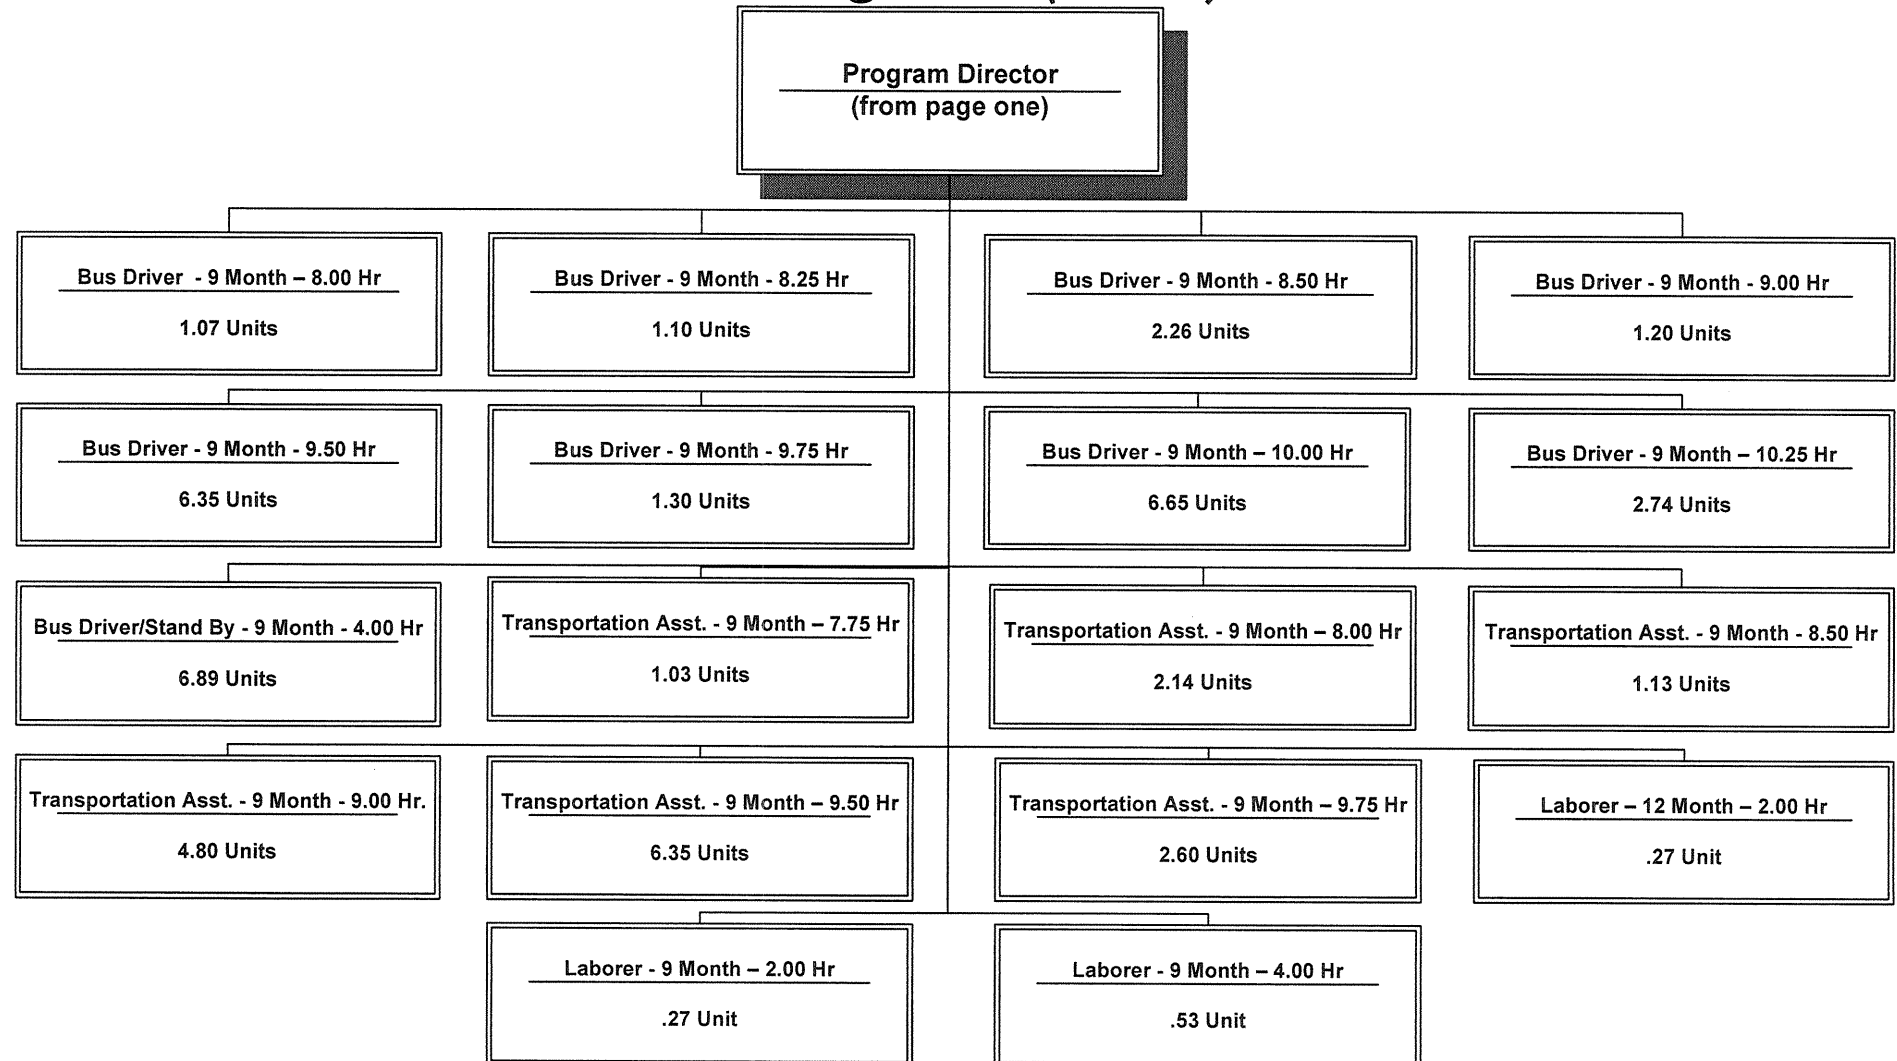 Program Director
(from page one)
Bus Driver - 9 Month – 8.00 Hr
1.07 Units
Bus Driver - 9 Month - 8.25 Hr
1.10 Units
Bus Driver - 9 Month - 8.50 Hr
2.26 Units
Bus Driver - 9 Month - 9.00 Hr
1.20 Units
Bus Driver - 9 Month - 9.50 Hr
6.35 Units
Bus Driver - 9 Month - 9.75 Hr
1.30 Units
Bus Driver - 9 Month – 10.00 Hr
6.65 Units
Bus Driver - 9 Month – 10.25 Hr
2.74 Units
Bus Driver/Stand By - 9 Month - 4.00 Hr
6.89 Units
Transportation Asst. - 9 Month – 7.75 Hr
1.03 Units
Transportation Asst. - 9 Month – 8.00 Hr
2.14 Units
Transportation Asst. - 9 Month - 8.50 Hr
1.13 Units
Transportation Asst. - 9 Month - 9.00 Hr.
4.80 Units
Transportation Asst. - 9 Month – 9.50 Hr
6.35 Units
Transportation Asst. - 9 Month – 9.75 Hr
2.60 Units
Laborer – 12 Month – 2.00 Hr
.27 Unit
Laborer - 9 Month – 2.00 Hr
.27 Unit
Laborer - 9 Month – 4.00 Hr
.53 Unit